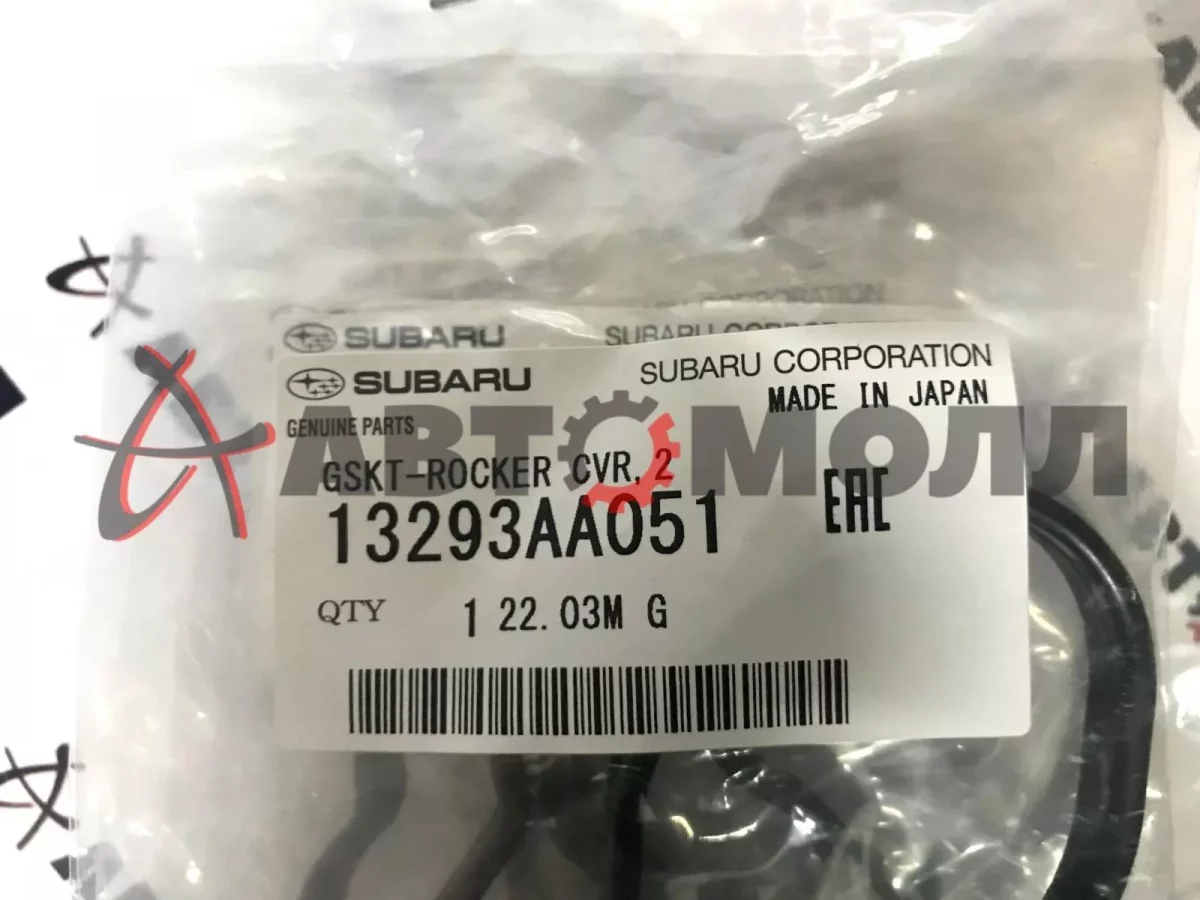 SUBARU CORPORATION
SUBARU
SUBARU SUBARU CORPORATION
MADE IN JAPAN
GENUINE PARTS
АВТОМОЛЛ
GSKT-ROCKER CVR, 2
13293AA051
EAC
QTY 1 22.03M G